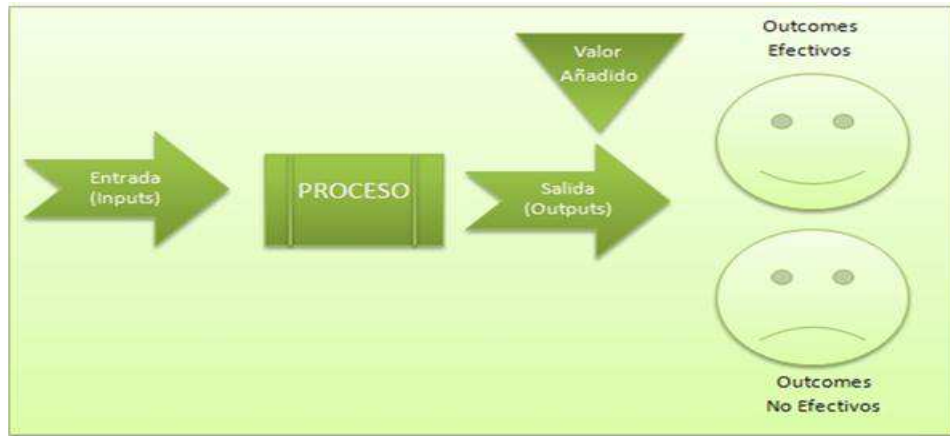 Entrada
(Inputs)
PROCESO
Salida
(Outputs)
Valor
Añadido
Outcomes
Efectivos
Outcomes
No Efectivos